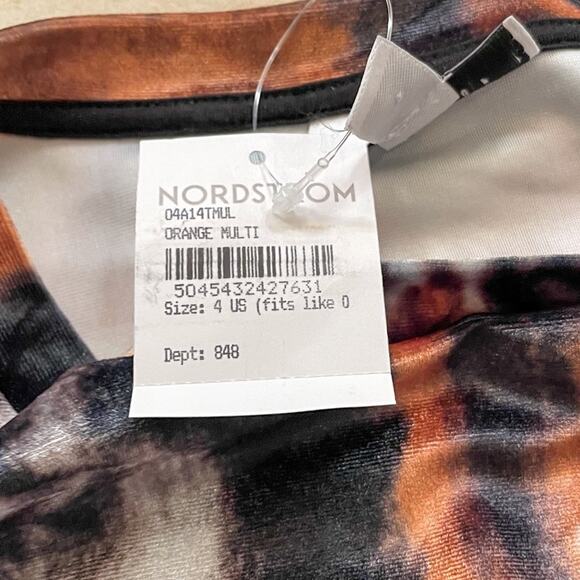 NORDSTROM
04A14TMUL
ORANGE MULTI
5045432427631
Size: 4 US (fits like 0
Dept: 848